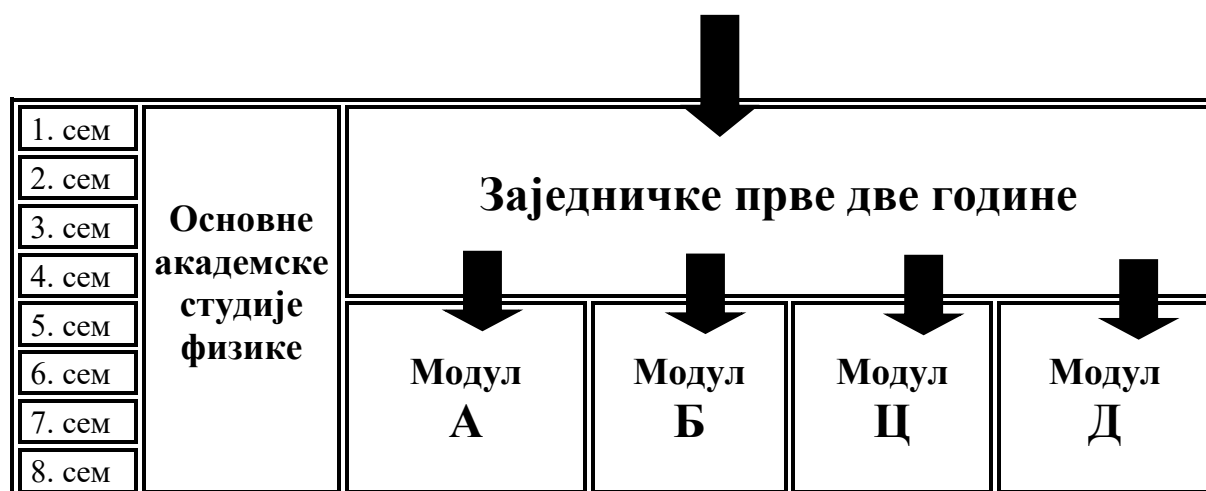 1. сем
2. сем
3. сем
4. сем
5. сем
6. сем
7. сем
8. сем
Основне
академске
студије
физике
Заједничке прве две године
Модул
А
Модул
Б
Модул
Ц
Модул
Д